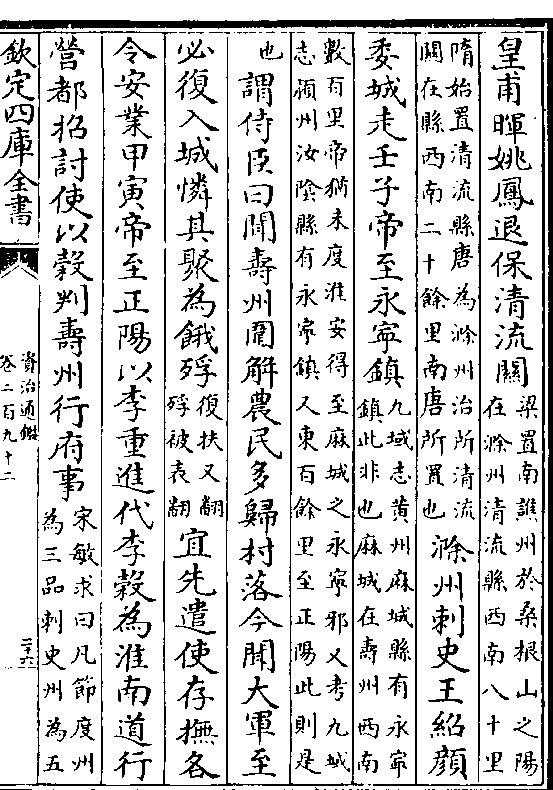 皇甫暉姚鳳退保清流關梁置南譙州於桑根山之陽在滁州清流縣西南八十里
隋始置清流縣唐為滁州治所清流關在縣西南二十餘里南唐所置也滁州刺史王紹顔
委城走壬子帝至永寜鎮九域志黄州麻城縣有永寜鎮此非也麻城在壽州西南
數百里帝猶未度淮安得至麻城之永寜邪又考九域志頴州汝陰縣有永寜鎮又東百餘里至正陽此則是
也謂侍臣曰聞壽州圍解農民多歸村落今聞大軍至
必復入城憐其聚為餓殍復扶又翻殍被表翻宜先遣使存撫各
令安業甲寅帝至正陽以李重進代李穀為淮南道行
營都招討使以穀判壽州行府事宋敏求曰凡節度州為三品刺史州為五
欽定四庫全書
資治通鑑
卷二百九十二
二十六